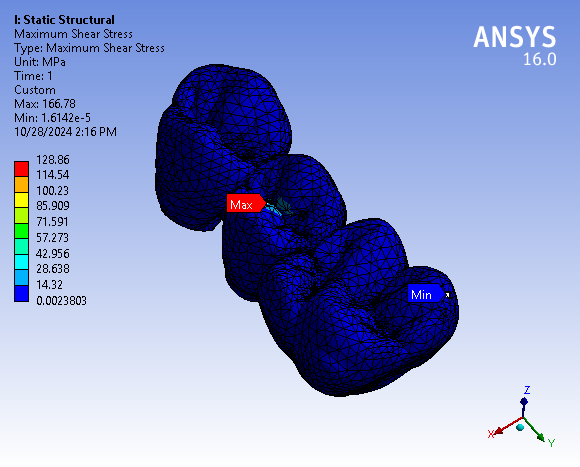 I: Static Structural
Maximum Shear Stress
Type: Maximum Shear Stress
Unit: MPa
Time: 1
Custom
Max: 166.78
Min: 1.6142e-5
10/28/2024 2:16 PM
ANSYS
16.0
128.86
114.54
100.23
85.909
71.591
57.273
42.956
28.638
14.32
0.0023803
Max
Min
Z
X
Y